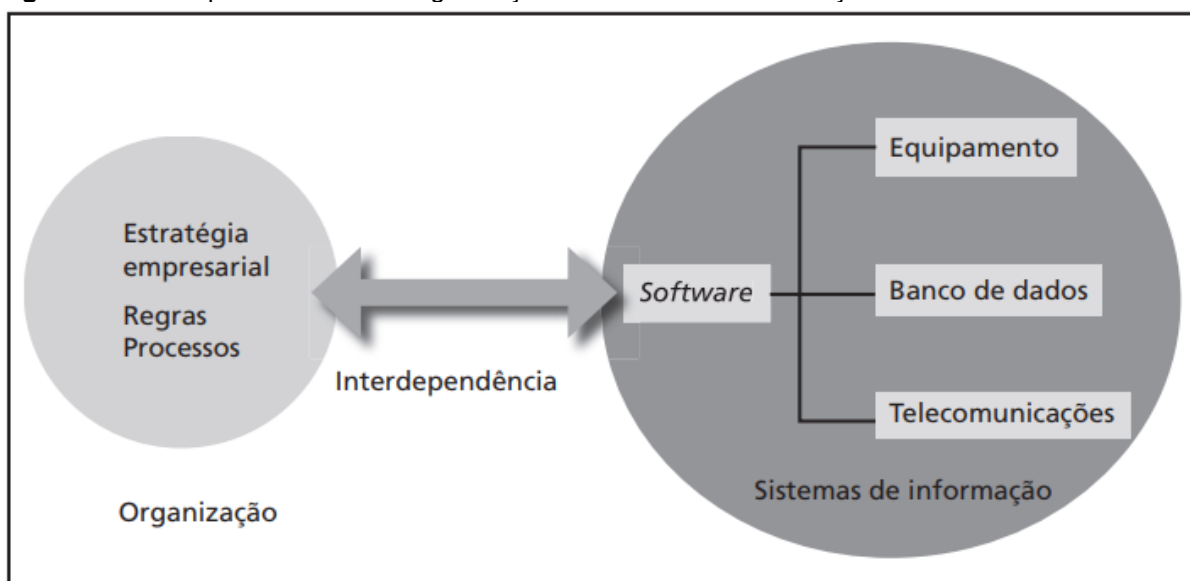 Estratégia
empresarial
Regras
Processos
Interdependência
Organização
Software
Equipamento
Banco de dados
Telecomunicações
Sistemas de informação